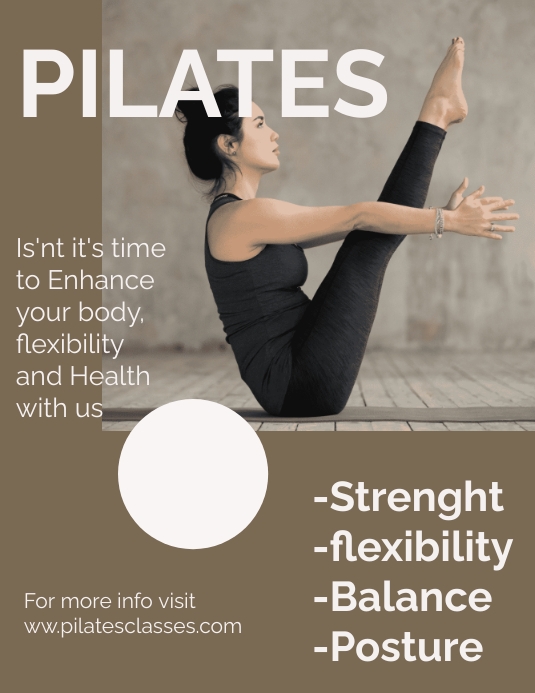 PILATES
Is'nt it's time
to Enhance
your body,
flexibility
and Health
with us
-Strenght
-flexibility
-Balance
-Posture
For more info visit
ww.pilatesclasses.com